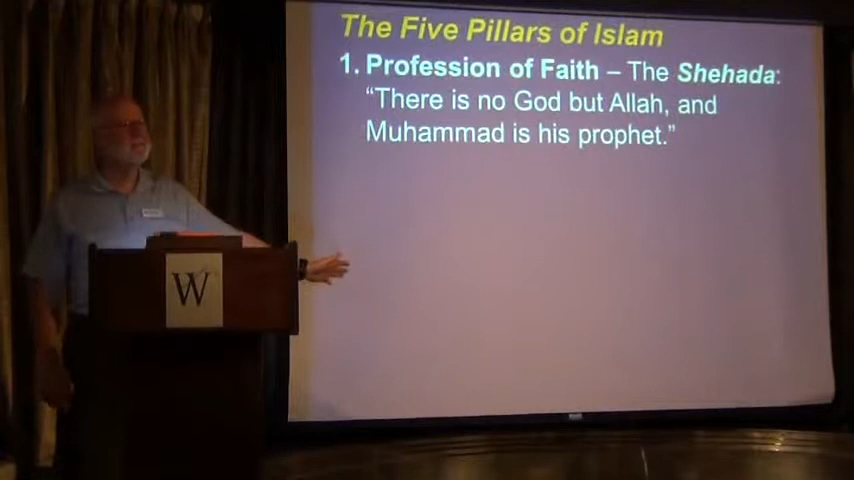 The Five Pillars of Islam
1. Profession of Faith – The Shehada:
“There is no God but Allah, and
Muhammad is his prophet.”
W